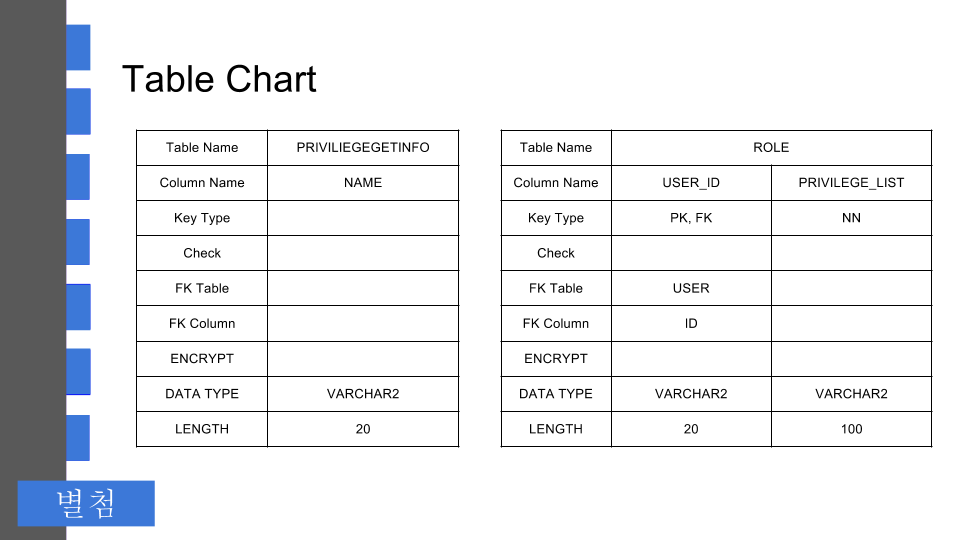 Table Chart
Table Name PRIVILIEGEGETINFO
Column Name NAME
Key Type
Check
FK Table
FK Column
ENCRYPT
DATA TYPE VARCHAR2
LENGTH 20
Table Name ROLE
Column Name USER_ID PRIVILEGE_LIST
Key Type PK, FK NN
Check
FK Table USER
FK Column ID
ENCRYPT
DATA TYPE VARCHAR2 VARCHAR2
LENGTH 20 100
별첨